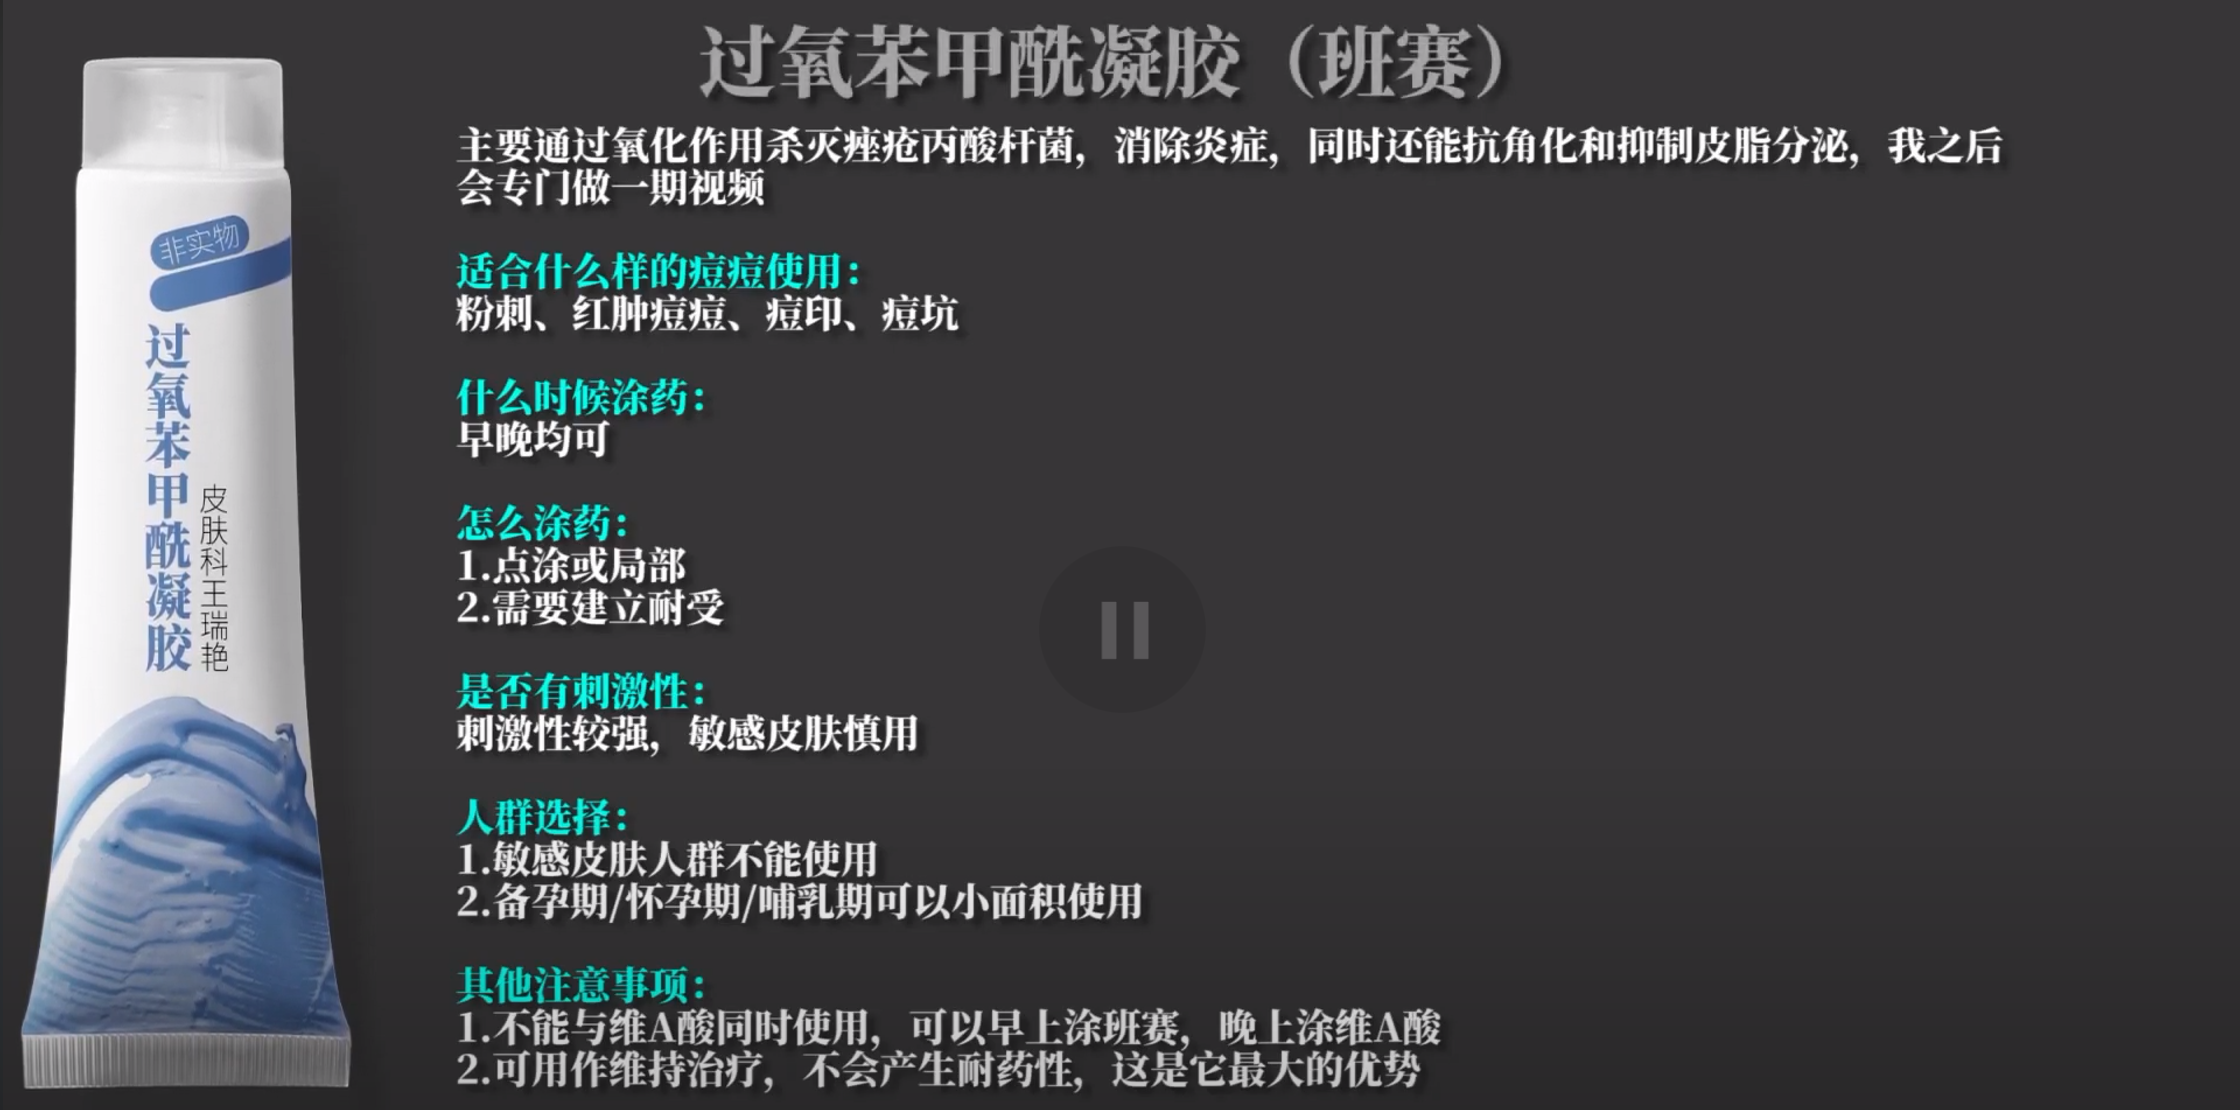 过氧苯甲酰凝胶（班赛）
主要通过氧化作用杀灭痤疮丙酸杆菌，消除炎症，同时还能抗角化和抑制皮脂分泌，我之后
会专门做一期视频
适合什么样的痘痘使用：
粉刺、红肿痘痘、痘印、痘坑
什么时候涂药：
早晚均可
怎么涂药：
1.点涂或局部
2.需要建立耐受
是否有刺激性：
刺激性较强，敏感皮肤慎用
人群选择：
1.敏感皮肤人群不能使用
2.备孕期/怀孕期/哺乳期可以小面积使用
其他注意事项：
1.不能与维A酸同时使用，可以早上涂班赛，晚上涂维A酸
2.可用作维持治疗，不会产生耐药性，这是它最大的优势
非实物
过氧苯甲酰凝胶
皮肤科王瑞艳